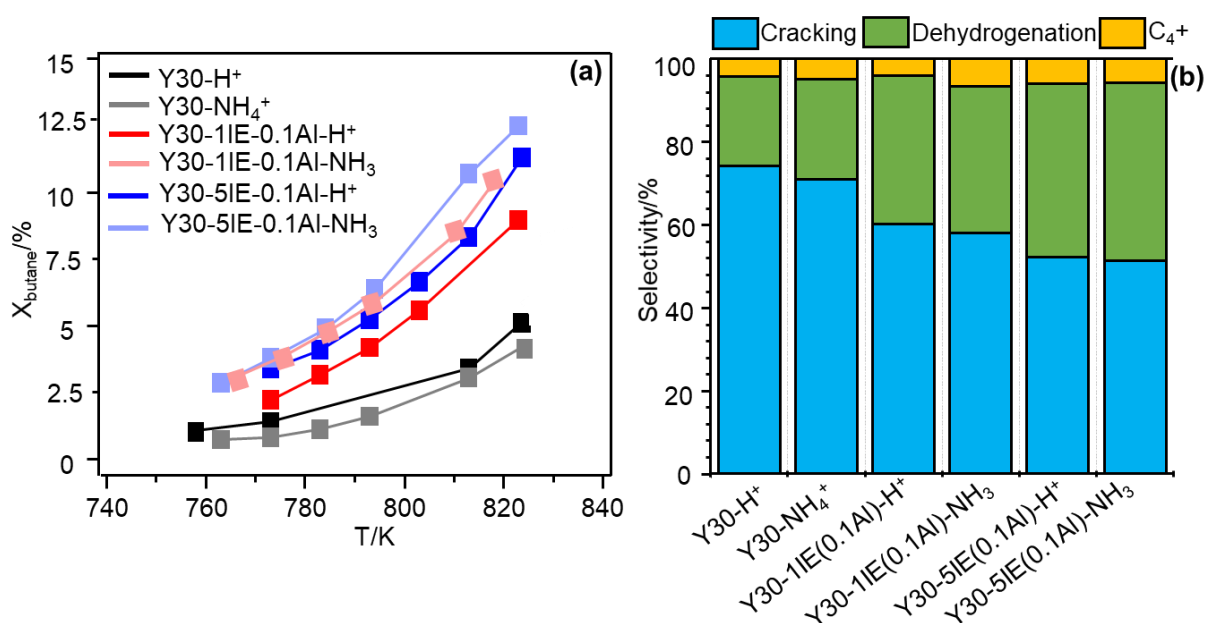 (a)
Y30-H⁺
Y30-NH₄⁺
Y30-1IE-0.1Al-H⁺
Y30-1IE-0.1Al-NH₃
Y30-5IE-0.1Al-H⁺
Y30-5IE-0.1Al-NH₃
X_butane/%
15
12.5
10
7.5
5
2.5
0
740 760 780 800 820 840
T/K
Cracking Dehydrogenation C₄+
(b)
Selectivity/%
100
80
60
40
20
0
Y30-H⁺
Y30-NH₄⁺
Y30-1IE(0.1Al)-H⁺
Y30-1IE(0.1Al)-NH₃
Y30-5IE(0.1Al)-H⁺
Y30-5IE(0.1Al)-NH₃